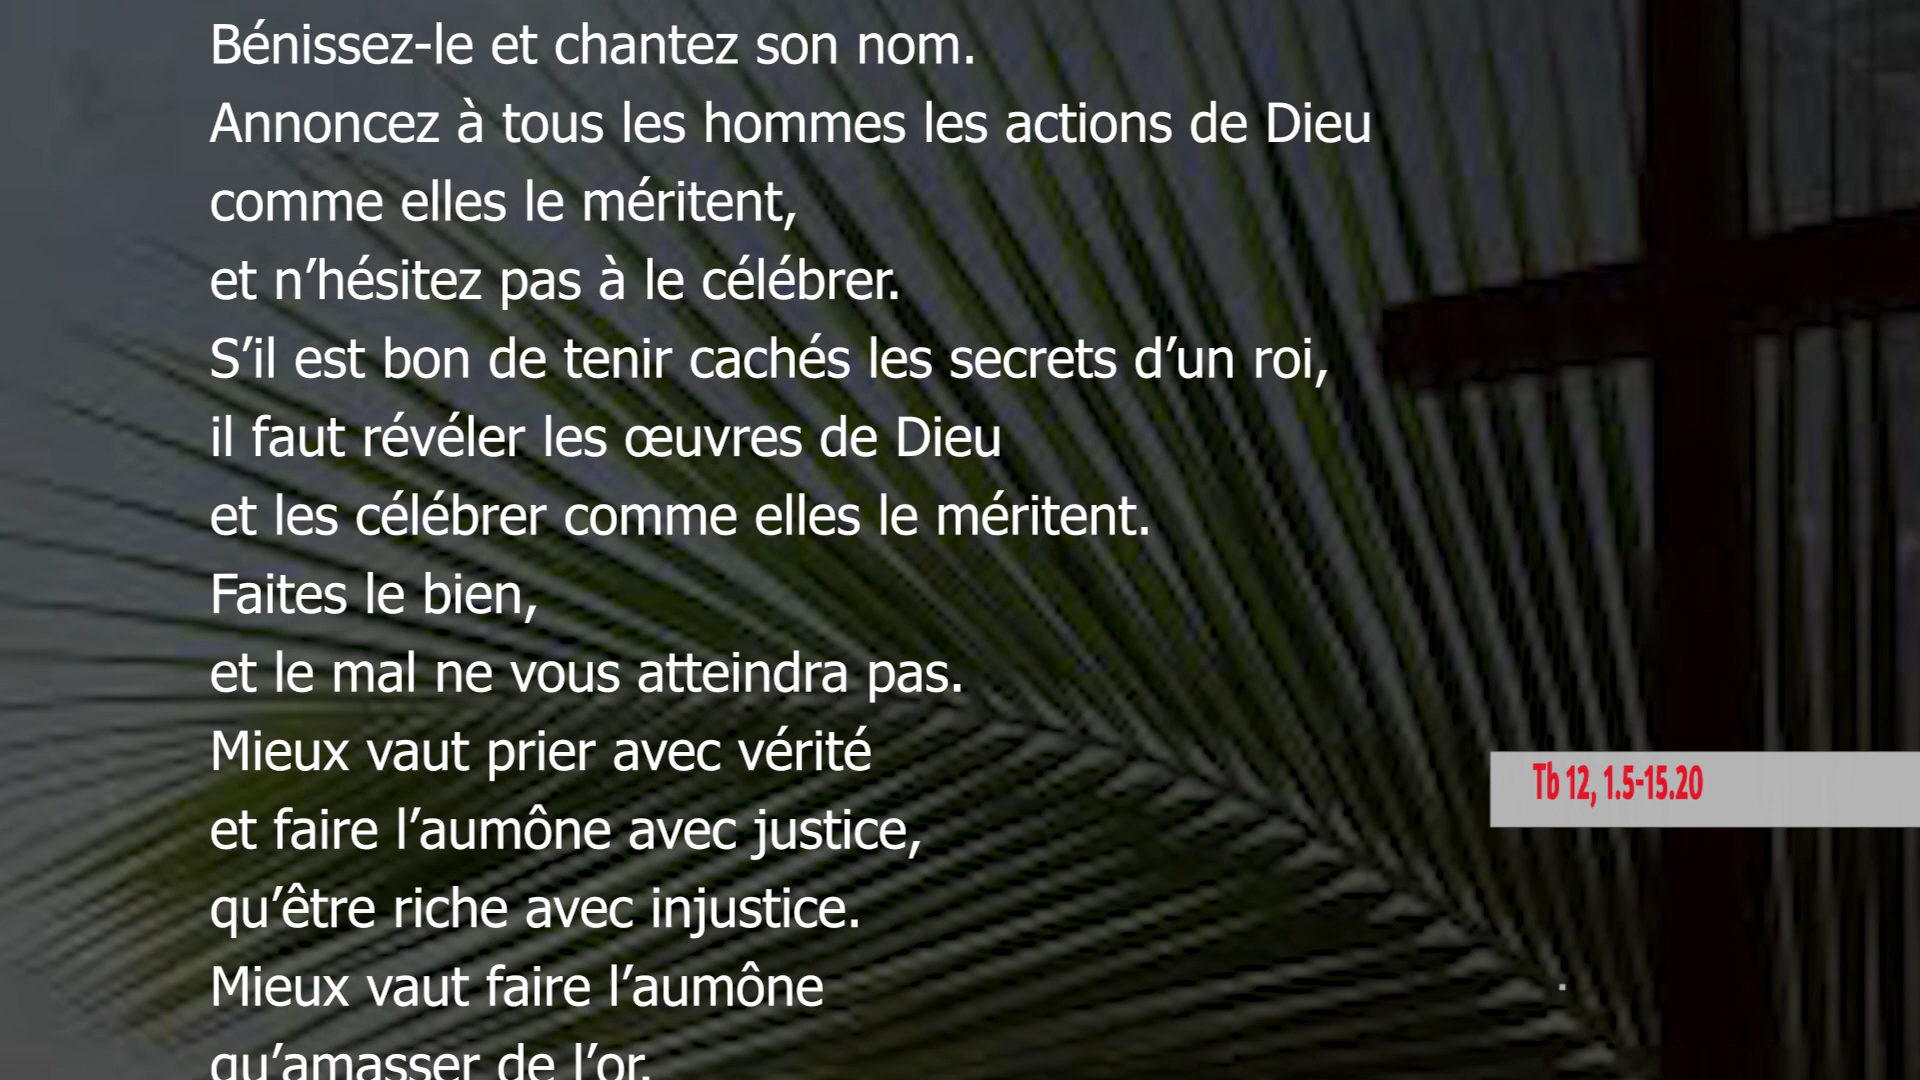 Bénissez-le et chantez son nom.
Annoncez à tous les hommes les actions de Dieu
comme elles le méritent,
et n’hésitez pas à le célébrer.
S’il est bon de tenir cachés les secrets d’un roi,
il faut révéler les œuvres de Dieu
et les célébrer comme elles le méritent.
Faites le bien,
et le mal ne vous atteindra pas.
Mieux vaut prier avec vérité
et faire l’aumône avec justice,
qu’être riche avec injustice.
Mieux vaut faire l’aumône
qu’amasser de l’or.
Tb 12, 1.5-15.20